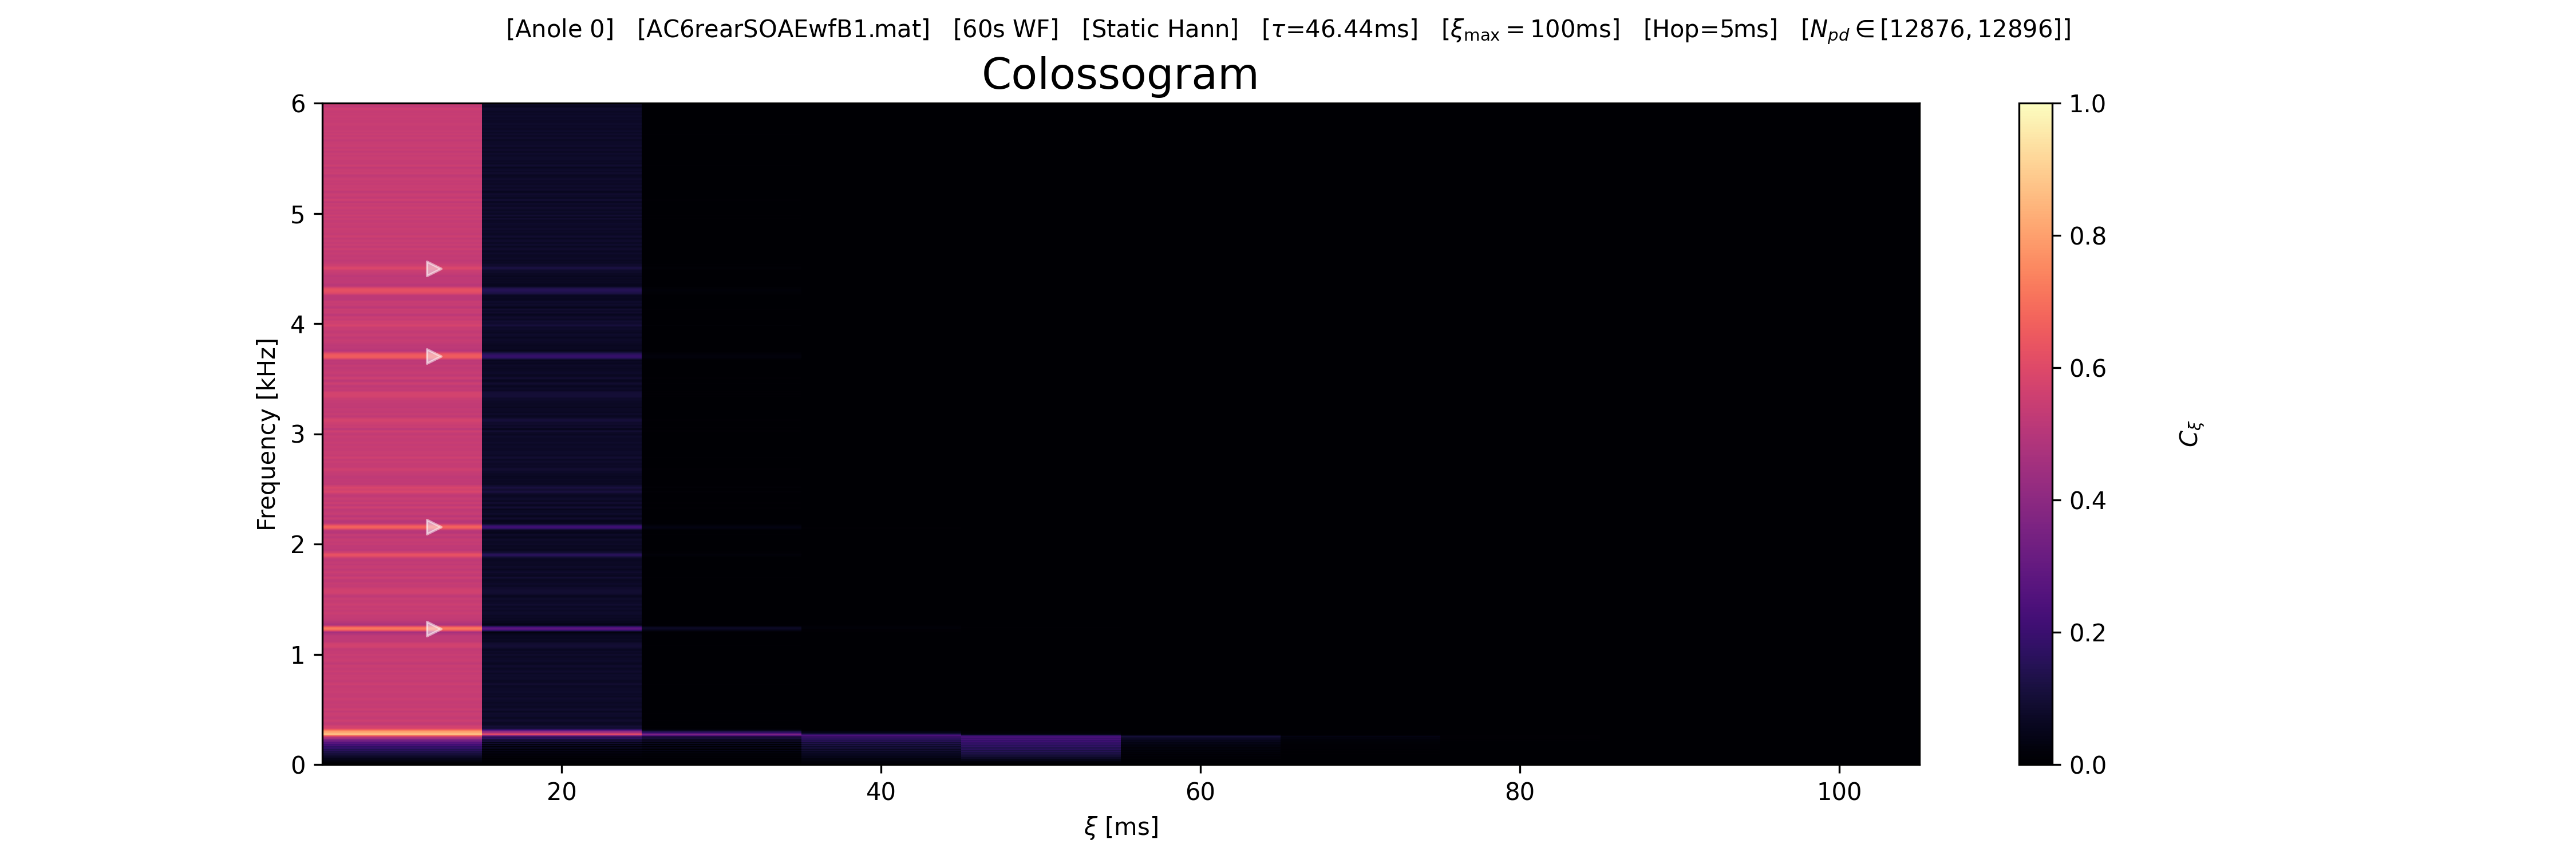 [Anole 0] [AC6rearSOAEwfB1.mat] [60s WF] [Static Hann] [τ=46.44ms] [ξmax = 100ms] [Hop=5ms] [Npd ∈ [12876, 12896]]
Colossogram
6
5
4
3
2
1
0
Frequency [kHz]
20 40 60 80 100
ξ [ms]
1.0
0.8
0.6
0.4
0.2
0.0
Cξ